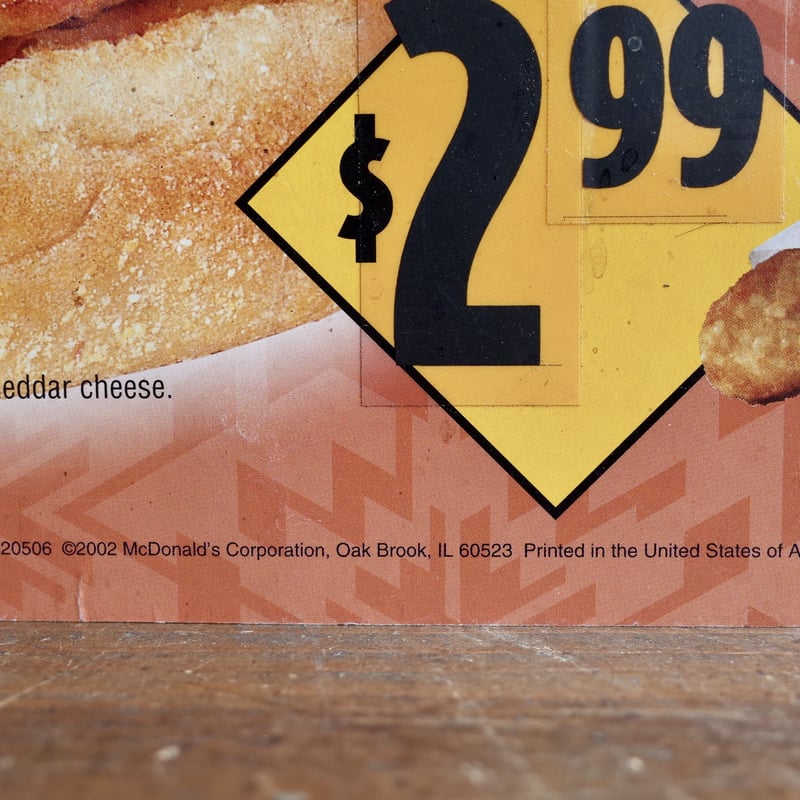 $2 99
eddar cheese.
20506 ©2002 McDonald's Corporation, Oak Brook, IL 60523 Printed in the United States of A